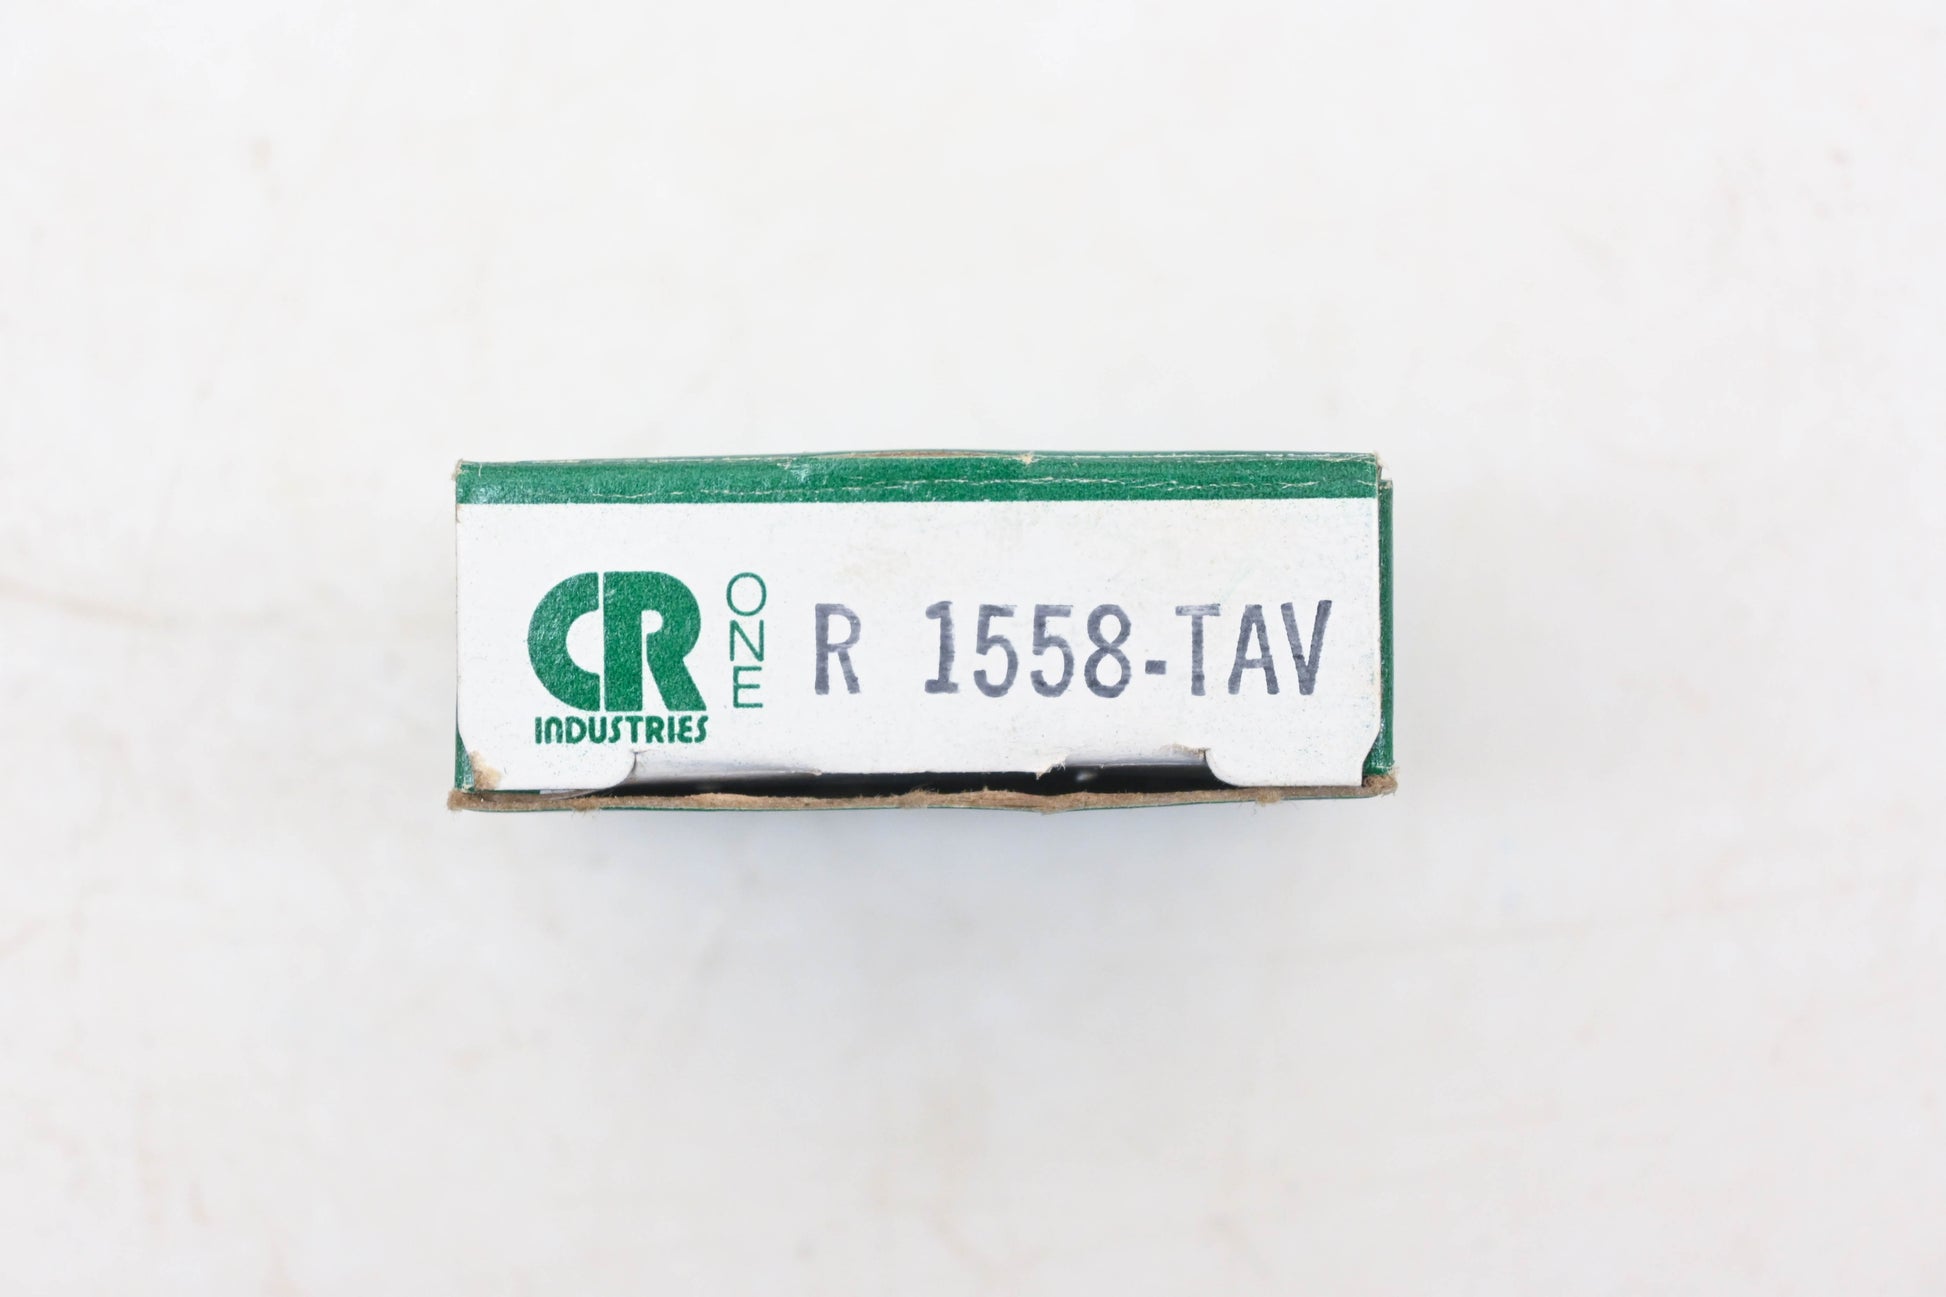 CR
INDUSTRIES
ONE
R 1558-TAV